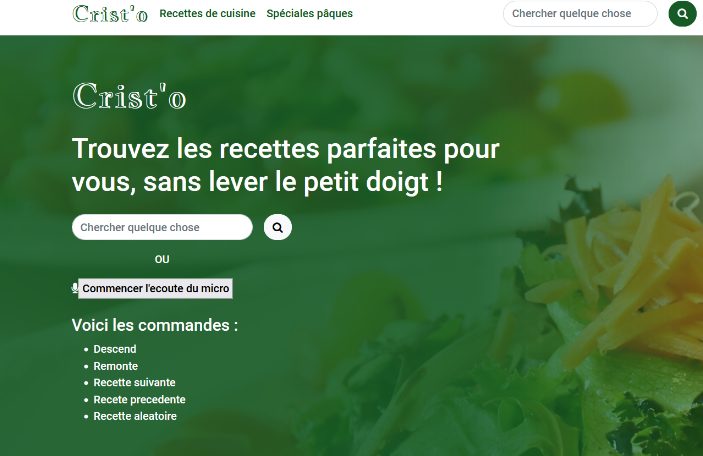 Crist'o Recettes de cuisine Spéciales pâques Chercher quelque chose
Crist'o
Trouvez les recettes parfaites pour
vous, sans lever le petit doigt !
Chercher quelque chose
OU
Commencer l'ecoute du micro
Voici les commandes :
Descend
Remonte
Recette suivante
Recete precedente
Recette aleatoire